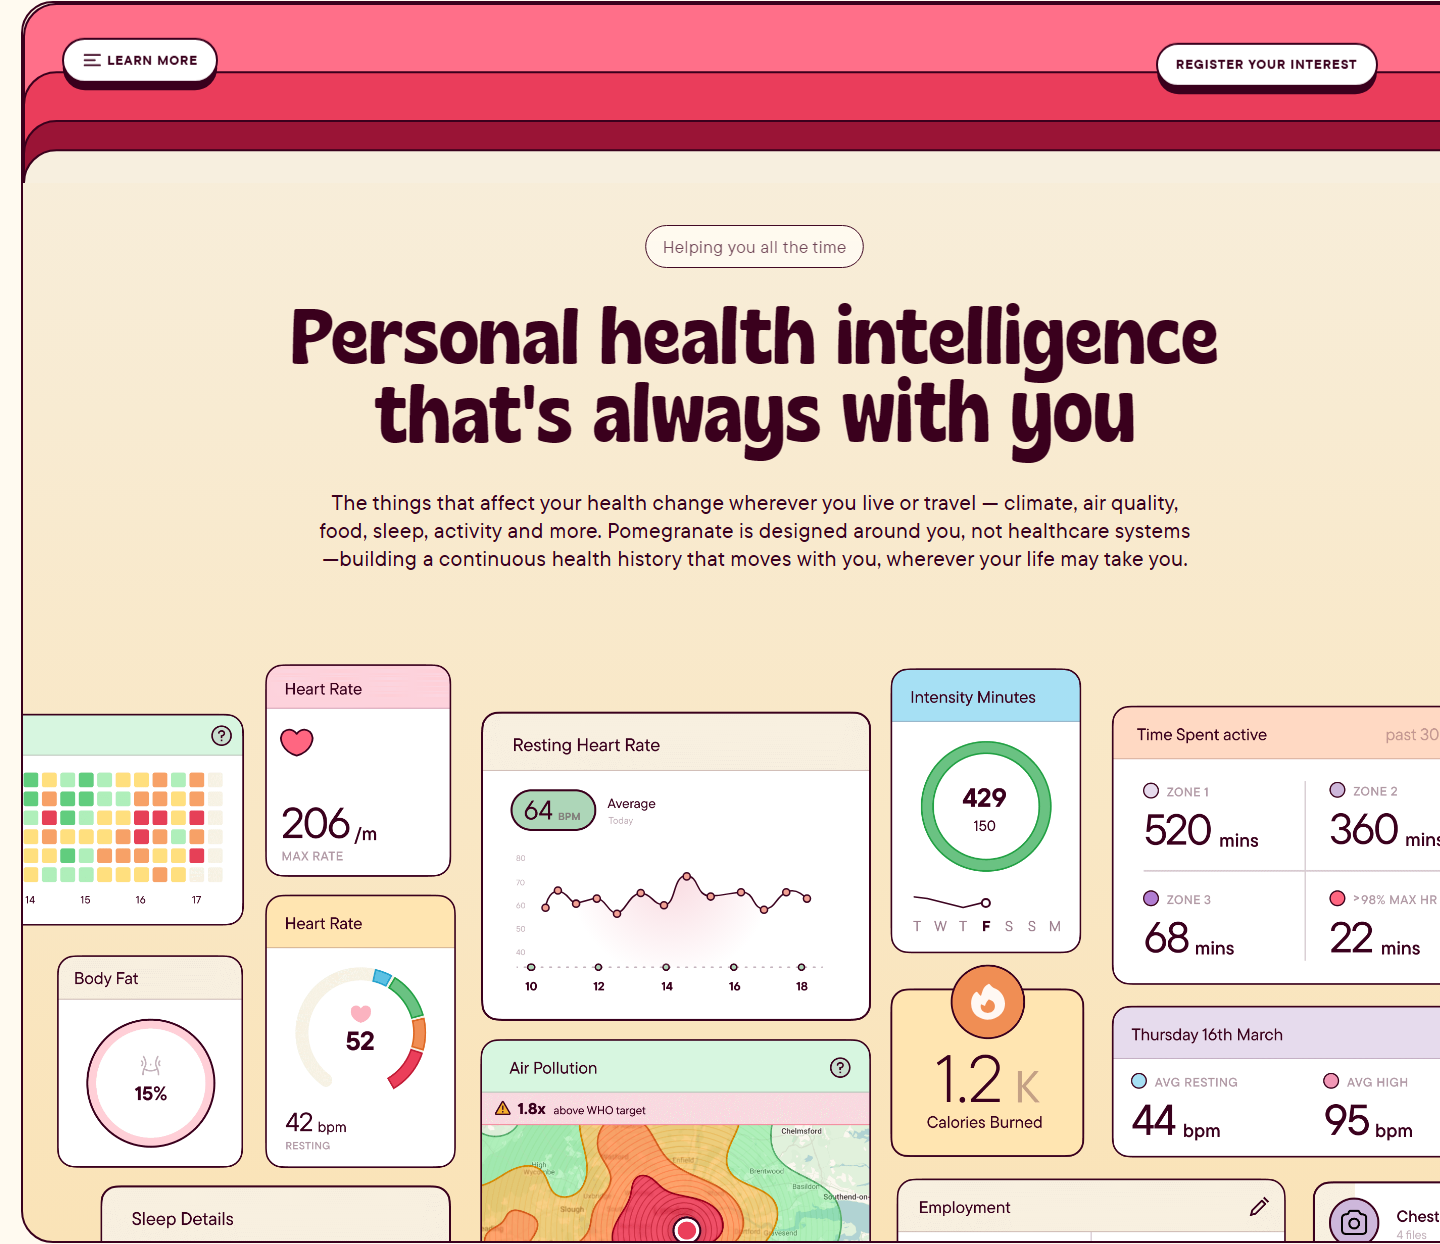 LEARN MORE
REGISTER YOUR INTEREST
Helping you all the time
Personal health intelligence
that's always with you
The things that affect your health change wherever you live or travel — climate, air quality,
food, sleep, activity and more. Pomegranate is designed around you, not healthcare systems
—building a continuous health history that moves with you, wherever your life may take you.
14 15 16 17
Body Fat
15%
Heart Rate
206 /m
MAX RATE
Heart Rate
52
42 bpm
RESTING
Sleep Details
Resting Heart Rate
64 BPM
Average
Today
80
70
60
50
40
10 12 14 16 18
Air Pollution
1.8x above WHO target
Chelmsford
High
Wycombe
Enfield
Brentwood
Basildon
Southend-on-
Slough
Gravesend
Intensity Minutes
429
150
T W T F S S M
1.2 K
Calories Burned
Time Spent active
past 30
ZONE 1
520 mins
ZONE 2
360 mins
ZONE 3
68 mins
>98% MAX HR
22 mins
Thursday 16th March
AVG RESTING
44 bpm
AVG HIGH
95 bpm
Employment
Chest
4 files